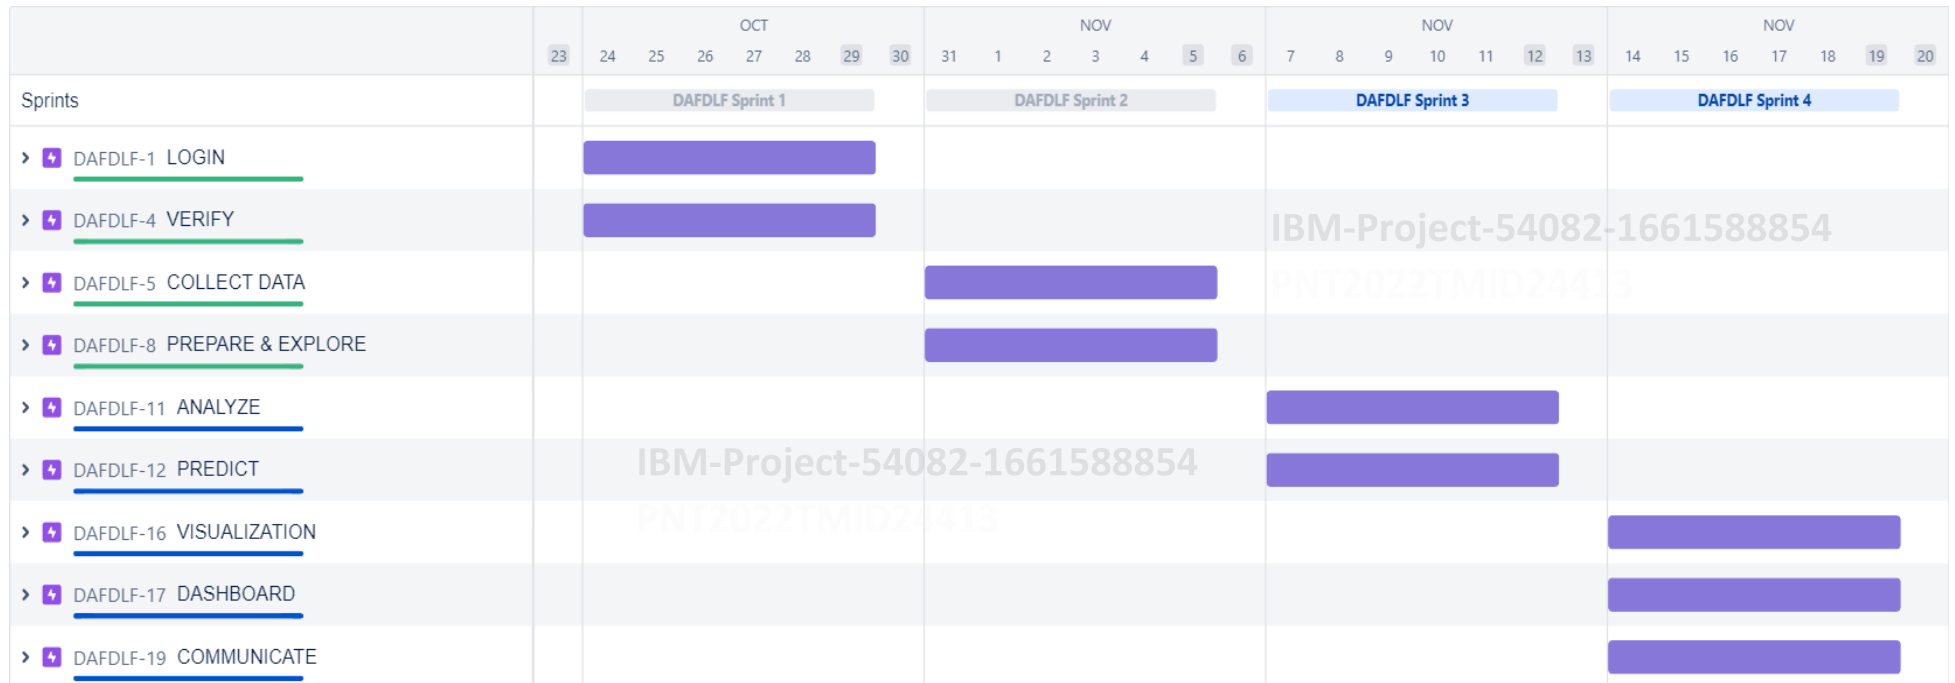 OCT NOV NOV NOV
23 24 25 26 27 28 29 30 31 1 2 3 4 5 6 7 8 9 10 11 12 13 14 15 16 17 18 19 20
Sprints DAFDLF Sprint 1 DAFDLF Sprint 2 DAFDLF Sprint 3 DAFDLF Sprint 4
DAFDLF-1 LOGIN
DAFDLF-4 VERIFY
IBM-Project-54082-1661588854
DAFDLF-5 COLLECT DATA
PNT2022TMID24413
DAFDLF-8 PREPARE & EXPLORE
DAFDLF-11 ANALYZE
DAFDLF-12 PREDICT
IBM-Project-54082-1661588854
PNT2022TMID24413
DAFDLF-16 VISUALIZATION
DAFDLF-17 DASHBOARD
DAFDLF-19 COMMUNICATE